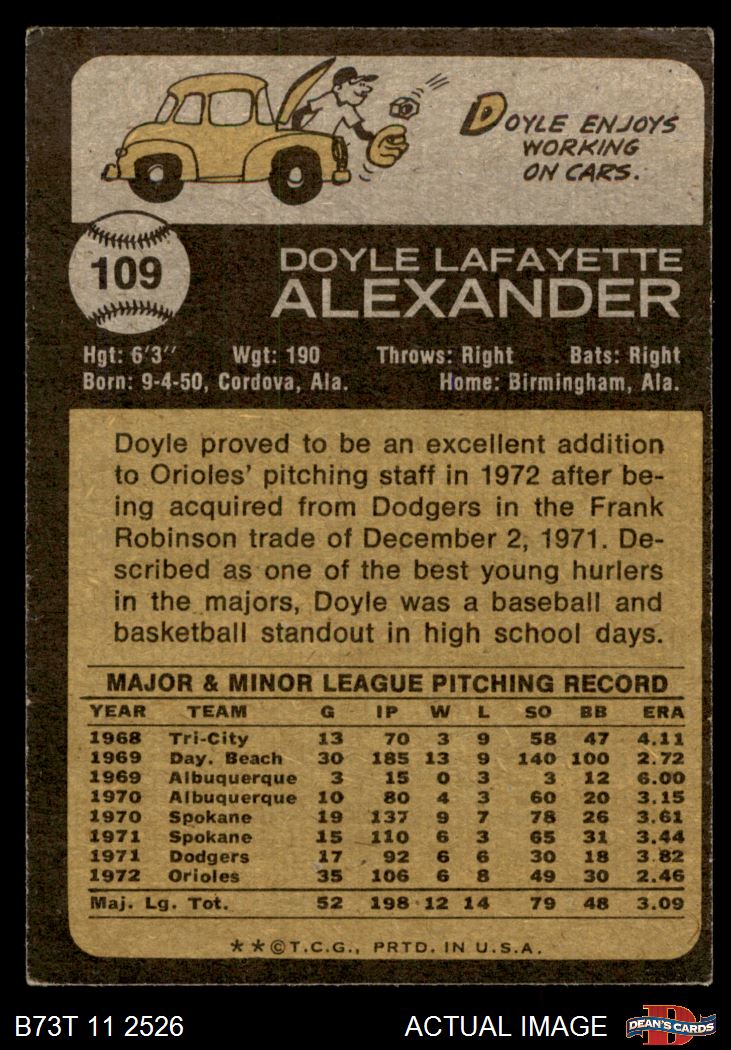 DOYLE ENJOYS
WORKING
ON CARS.
109
DOYLE LAFAYETTE
ALEXANDER
Hgt: 6'3" Wgt: 190 Throws: Right Bats: Right
Born: 9-4-50, Cordova, Ala. Home: Birmingham, Ala.
Doyle proved to be an excellent addition
to Orioles' pitching staff in 1972 after be-
ing acquired from Dodgers in the Frank
Robinson trade of December 2, 1971. De-
scribed as one of the best young hurlers
in the majors, Doyle was a baseball and
basketball standout in high school days.
MAJOR & MINOR LEAGUE PITCHING RECORD
YEAR TEAM G IP W L SO BB ERA
1968 Tri-City 13 70 3 9 58 47 4.11
1969 Day. Beach 30 185 13 9 140 100 2.72
1969 Albuquerque 3 15 0 3 3 12 6.00
1970 Albuquerque 10 80 4 3 60 20 3.15
1970 Spokane 19 137 9 7 78 26 3.61
1971 Spokane 15 110 6 3 65 31 3.44
1971 Dodgers 17 92 6 6 30 18 3.82
1972 Orioles 35 106 6 8 49 30 2.46
Maj. Lg. Tot. 52 198 12 14 79 48 3.09
**©T.C.G., PRTD. IN U.S.A.
B73T 11 2526 ACTUAL IMAGE D DEAN'S CARDS